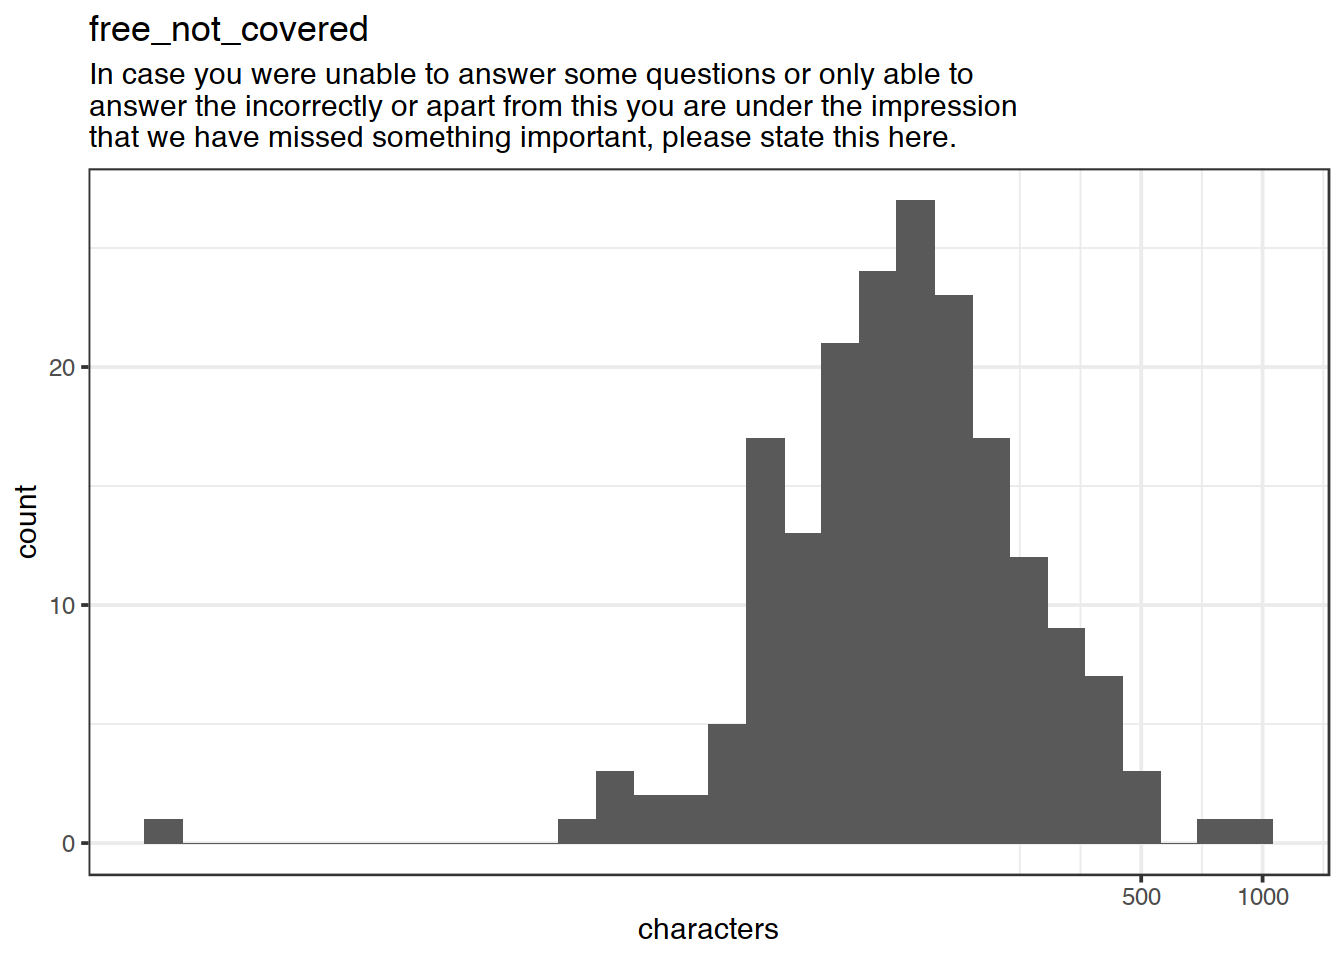 free_not_covered
In case you were unable to answer some questions or only able to
answer the incorrectly or apart from this you are under the impression
that we have missed something important, please state this here.
20
10
0
count
500
1000
characters